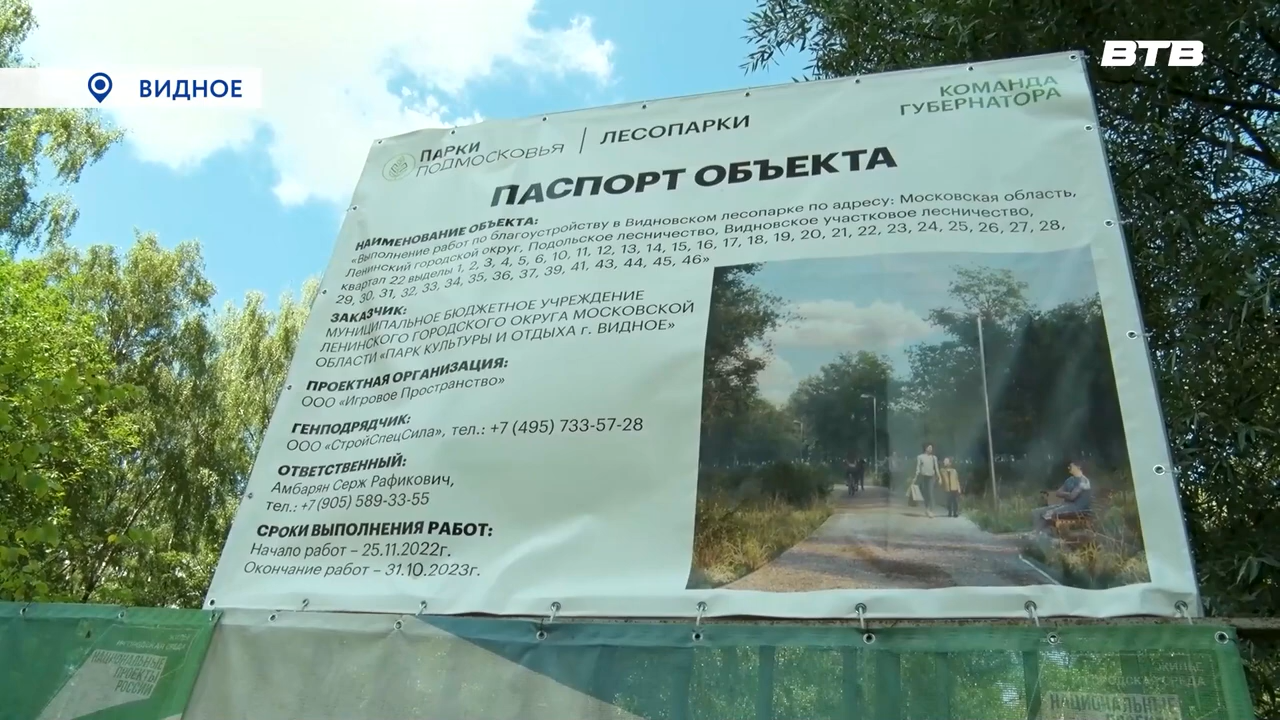 ВИДНОЕ
ВТВ
КОМАНДА
ГУБЕРНАТОРА
ПАРКИ
ПОДМОСКОВЬЯ
ЛЕСОПАРКИ
ПАСПОРТ ОБЪЕКТА
НАИМЕНОВАНИЕ ОБЪЕКТА:
«Выполнение работ по благоустройству в Видновском лесопарке по адресу: Московская область,
Ленинский городской округ, Подольское лесничество, Видновское участковое лесничество,
квартал 22 выделы 1, 2, 3, 4, 5, 6, 10, 11, 12, 13, 14, 15, 16, 17, 18, 19, 20, 21, 22, 23, 24, 25, 26, 27, 28,
29, 30, 31, 32, 33, 34, 35, 36, 37, 39, 41, 43, 44, 45, 46»
ЗАКАЗЧИК:
МУНИЦИПАЛЬНОЕ БЮДЖЕТНОЕ УЧРЕЖДЕНИЕ
ЛЕНИНСКОГО ГОРОДСКОГО ОКРУГА МОСКОВСКОЙ
ОБЛАСТИ «ПАРК КУЛЬТУРЫ И ОТДЫХА г. ВИДНОЕ»
ПРОЕКТНАЯ ОРГАНИЗАЦИЯ:
ООО «Игровое Пространство»
ГЕНПОДРЯДЧИК:
ООО «СтройСпецСила», тел.: +7 (495) 733-57-28
ОТВЕТСТВЕННЫЙ:
Амбарян Серж Рафикович,
тел.: +7 (905) 589-33-55
СРОКИ ВЫПОЛНЕНИЯ РАБОТ:
Начало работ – 25.11.2022г.
Окончание работ – 31.10.2023г.
НАЦИОНАЛЬНЫЕ
ПРОЕКТЫ
РОССИИ
ЖИЛЬЕ
ГОРОДСКАЯ СРЕДА
НАЦИОНАЛЬНЫЕ